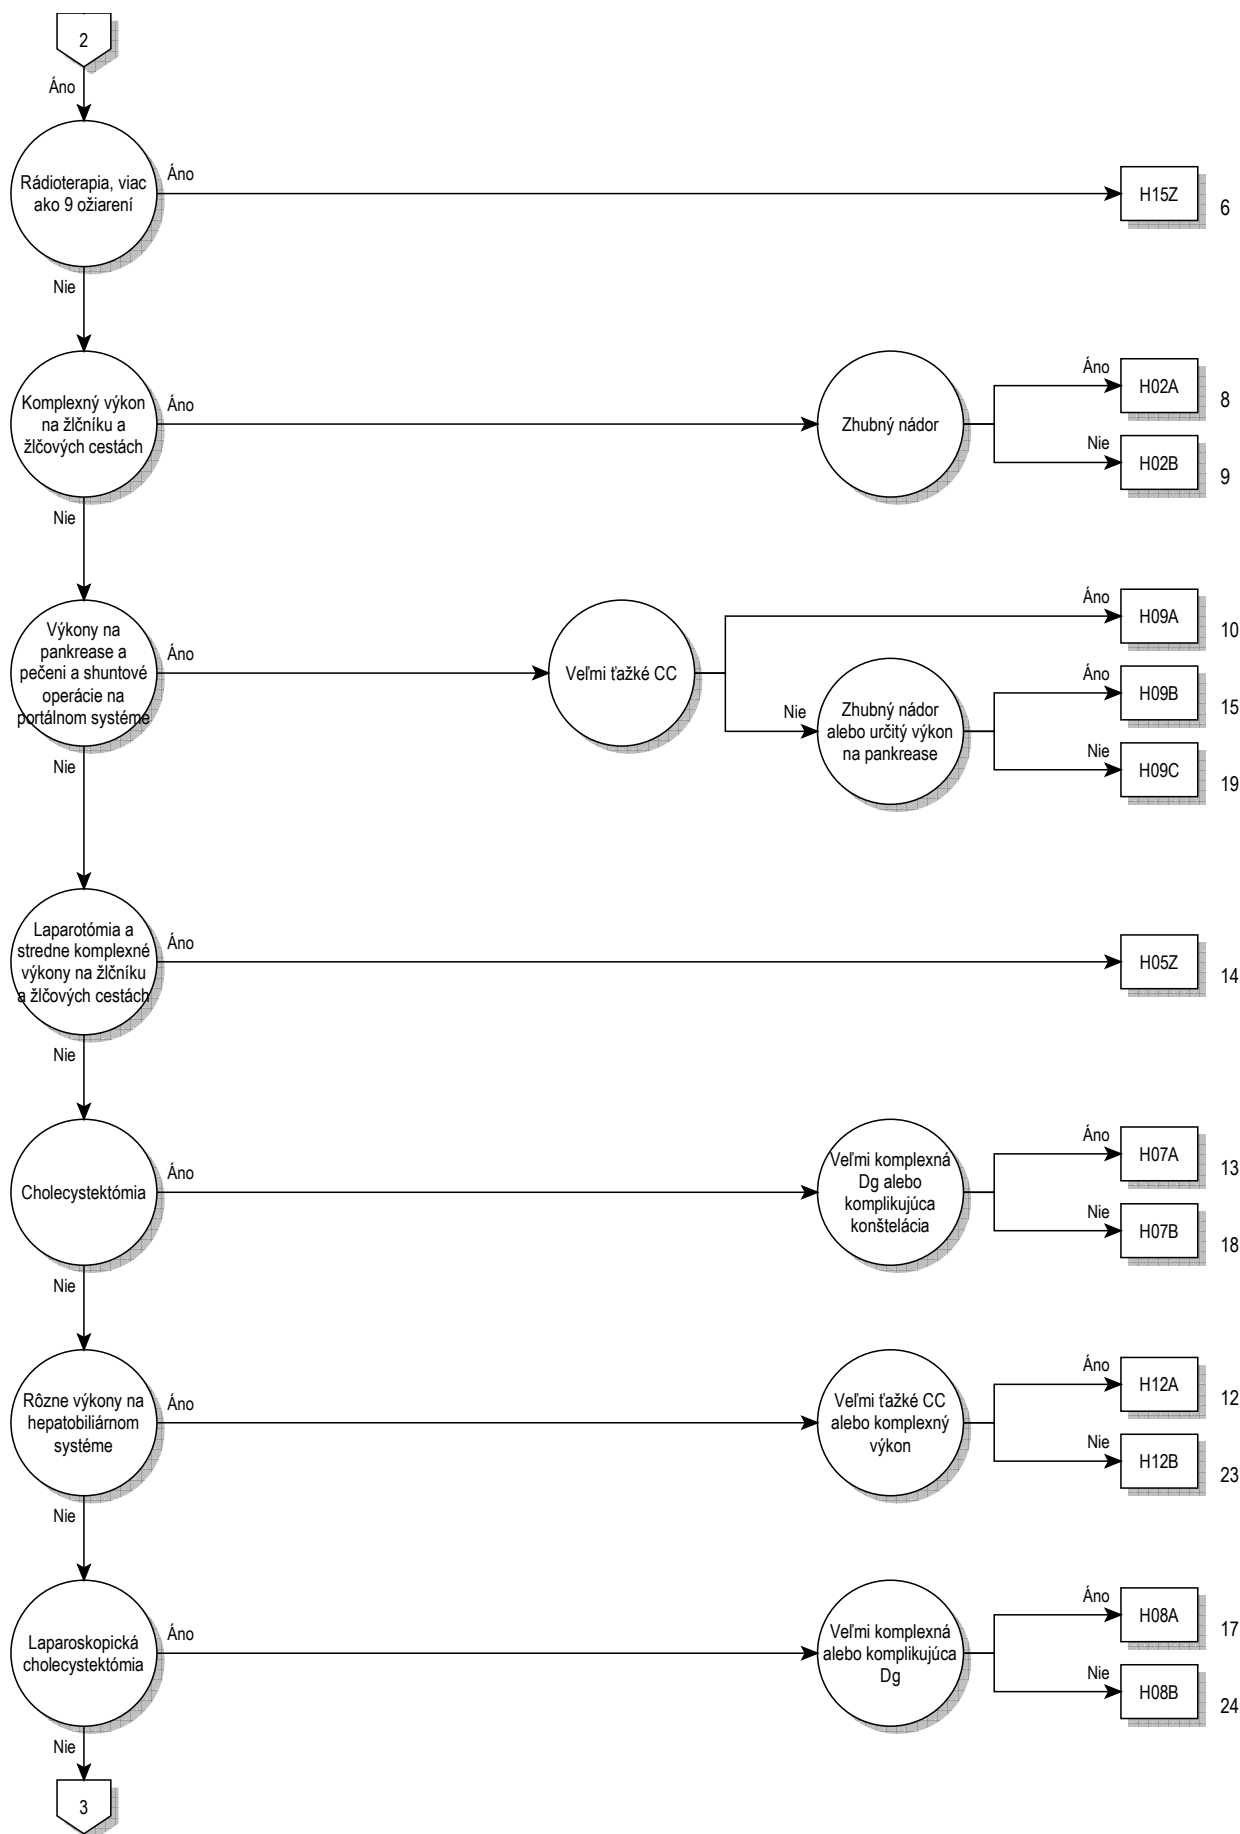 2
Áno
Rádioterapia, viac
ako 9 ožiarení
Áno
H15Z
6
Nie
Komplexný výkon
na žlčníku a
žlčových cestách
Áno
Zhubný nádor
Áno
H02A
8
Nie
H02B
9
Nie
Výkony na
pankrease a
pečeni a shuntové
operácie na
portálnom systéme
Áno
Veľmi ťažké CC
Áno
H09A
10
Nie
Zhubný nádor
alebo určitý výkon
na pankrease
Áno
H09B
15
Nie
H09C
19
Nie
Laparotómia a
stredne komplexné
výkony na žlčníku
a žlčových cestách
Áno
H05Z
14
Nie
Cholecystektómia
Áno
Veľmi komplexná
Dg alebo
komplikujúca
konštelácia
Áno
H07A
13
Nie
H07B
18
Nie
Rôzne výkony na
hepatobiliárnom
systéme
Áno
Veľmi ťažké CC
alebo komplexný
výkon
Áno
H12A
12
Nie
H12B
23
Nie
Laparoskopická
cholecystektómia
Áno
Veľmi komplexná
alebo komplikujúca
Dg
Áno
H08A
17
Nie
H08B
24
Nie
3